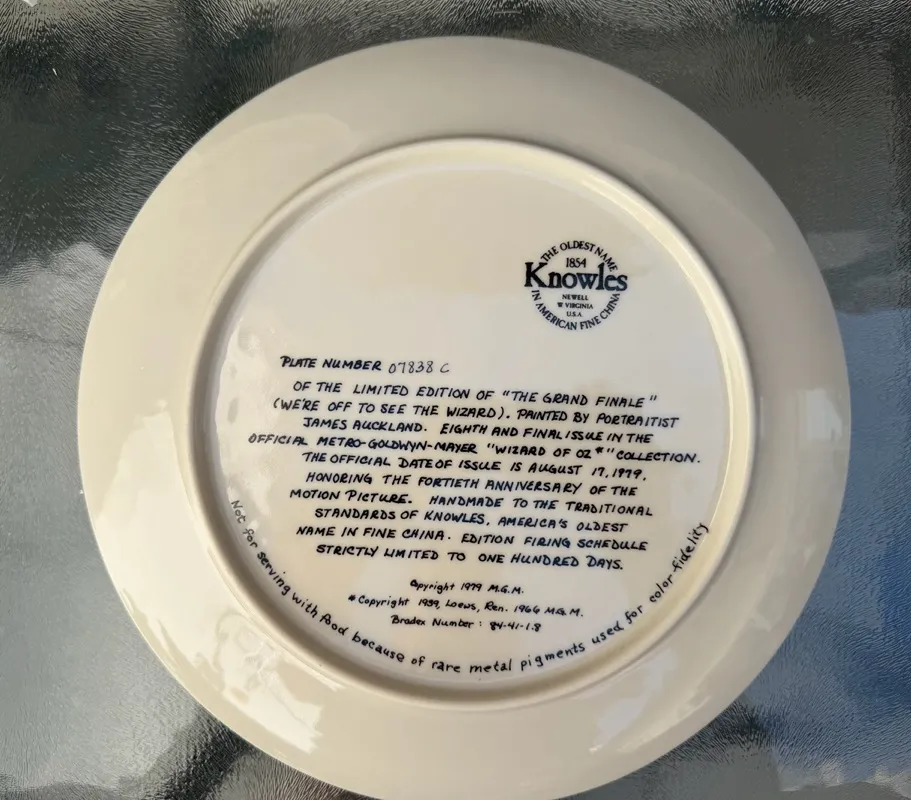 THE OLDEST NAME
1854
Knowles
NEWELL
W VIRGINIA
U.S.A.
IN AMERICAN FINE CHINA
PLATE NUMBER 07838 C
OF THE LIMITED EDITION OF "THE GRAND FINALE"
(WE'RE OFF TO SEE THE WIZARD). PAINTED BY PORTRAITIST
JAMES AUCKLAND. EIGHTH AND FINAL ISSUE IN THE
OFFICIAL METRO-GOLDWYN-MAYER "WIZARD OF OZ*" COLLECTION.
THE OFFICIAL DATE OF ISSUE IS AUGUST 17, 1979,
HONORING THE FORTIETH ANNIVERSARY OF THE
MOTION PICTURE. HANDMADE TO THE TRADITIONAL
STANDARDS OF KNOWLES, AMERICA'S OLDEST
NAME IN FINE CHINA. EDITION FIRING SCHEDULE
STRICTLY LIMITED TO ONE HUNDRED DAYS.
Copyright 1979 M.G.M.
* Copyright 1939, Loews, Ren. 1966 M.G.M.
Bradex Number: 84-41-1.8
Not for serving with food because of rare metal pigments used for color fidelity